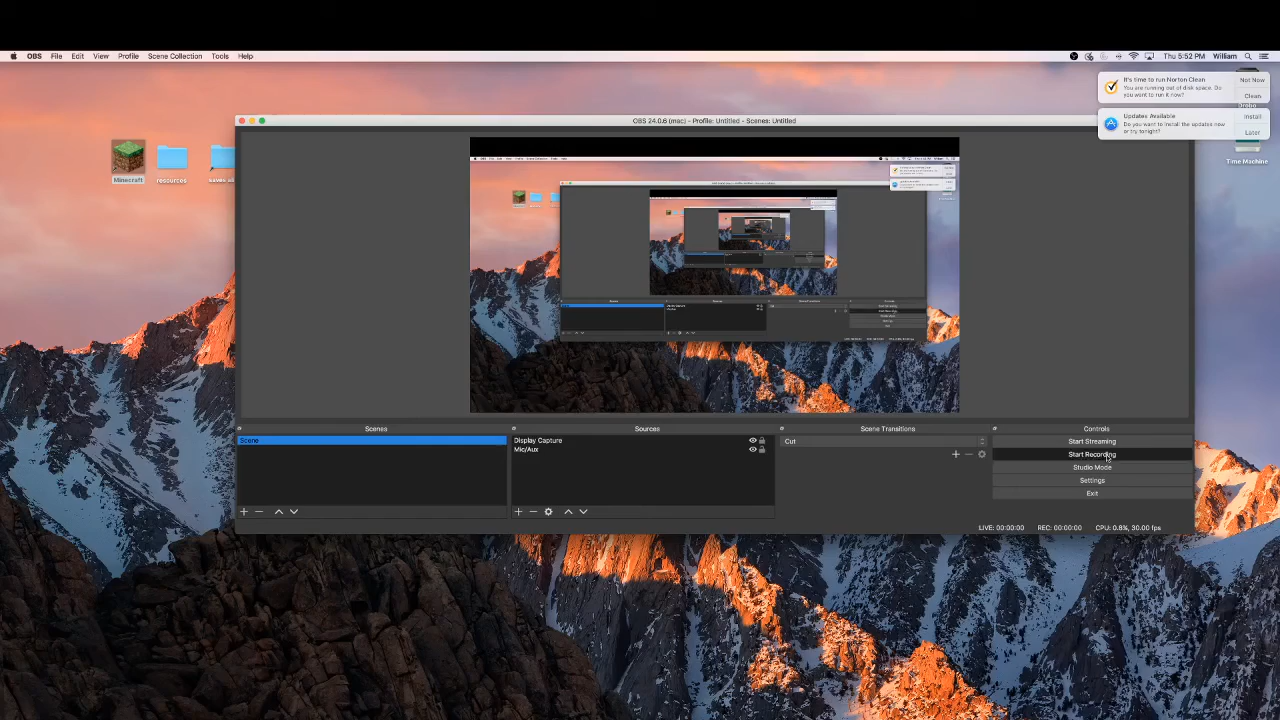 OBS File Edit View Profile Scene Collection Tools Help
Thu 5:52 PM William
It's time to run Norton Clean
You are running out of disk space. Do
you want to run it now?
Not Now
Clean
Updates Available
Do you want to install the updates now
or try tonight?
Install
Later
Time Machine
OBS 24.0.6 (mac) - Profile: Untitled - Scenes: Untitled
Minecraft
resources
Scenes
Sources
Scene Transitions
Controls
Scene
Display Capture
Mic/Aux
Cut
Start Streaming
Start Recording
Studio Mode
Settings
Exit
LIVE: 00:00:00 REC: 00:00:00 CPU: 0.8%, 30.00 fps